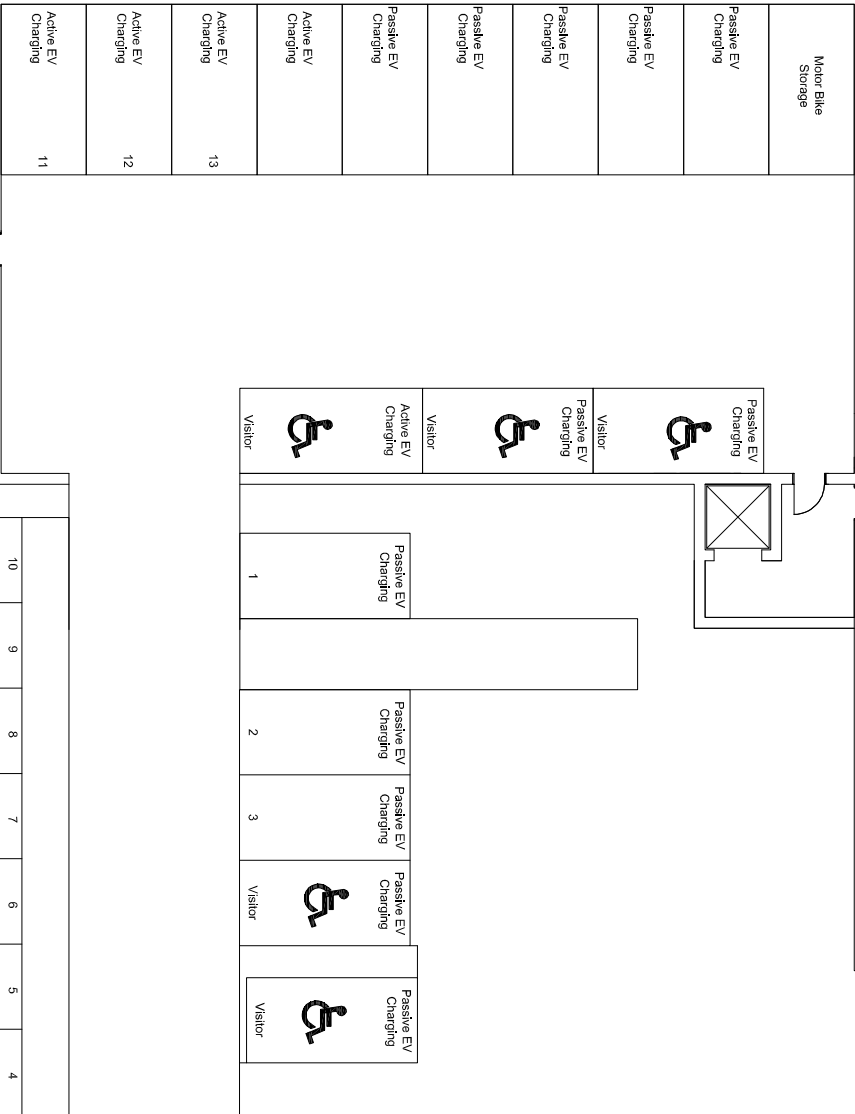 Active EV
Charging
11
Active EV
Charging
12
Active EV
Charging
13
Active EV
Charging
Passive EV
Charging
Passive EV
Charging
Passive EV
Charging
Passive EV
Charging
Passive EV
Charging
Motor Bike
Storage
Active EV
Charging
Visitor
Passive EV
Charging
Visitor
Passive EV
Charging
Visitor
Passive EV
Charging
1
Passive EV
Charging
2
Passive EV
Charging
3
Passive EV
Charging
Visitor
Passive EV
Charging
Visitor
10
9
8
7
6
5
4